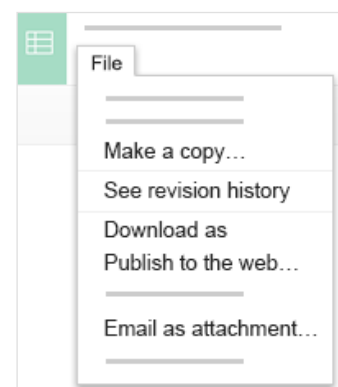 File
Make a copy…
See revision history
Download as
Publish to the web…
Email as attachment…